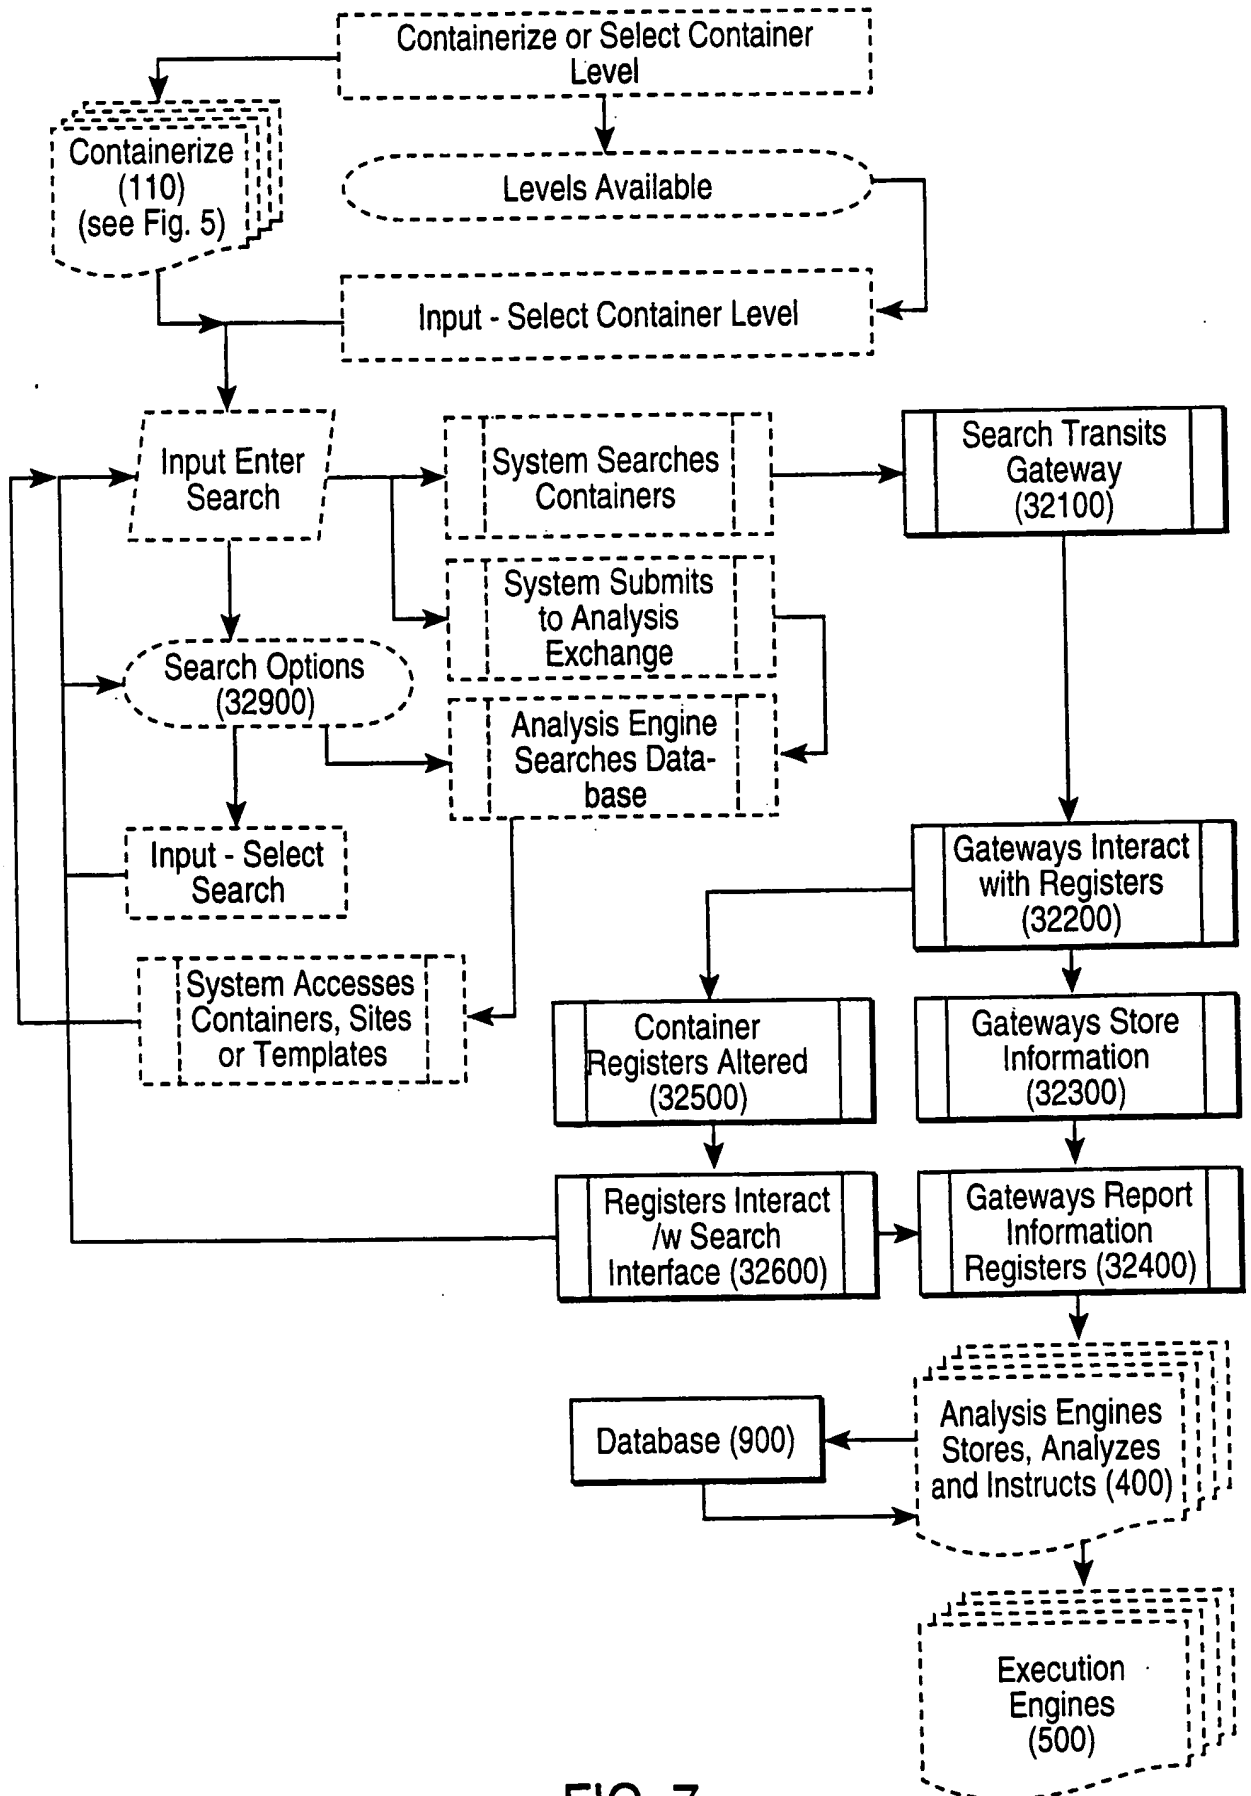 Containerize or Select Container
Level
Containerize
(110)
(see Fig. 5)
Levels Available
Input - Select Container Level
Input Enter
Search
System Searches
Containers
Search Transits
Gateway
(32100)
System Submits
to Analysis
Exchange
Search Options
(32900)
Analysis Engine
Searches Data-
base
Input - Select
Search
Gateways Interact
with Registers
(32200)
System Accesses
Containers, Sites
or Templates
Container
Registers Altered
(32500)
Gateways Store
Information
(32300)
Registers Interact
/w Search
Interface (32600)
Gateways Report
Information
Registers (32400)
Database (900)
Analysis Engines
Stores, Analyzes
and Instructs (400)
Execution
Engines
(500)
FIG. 7